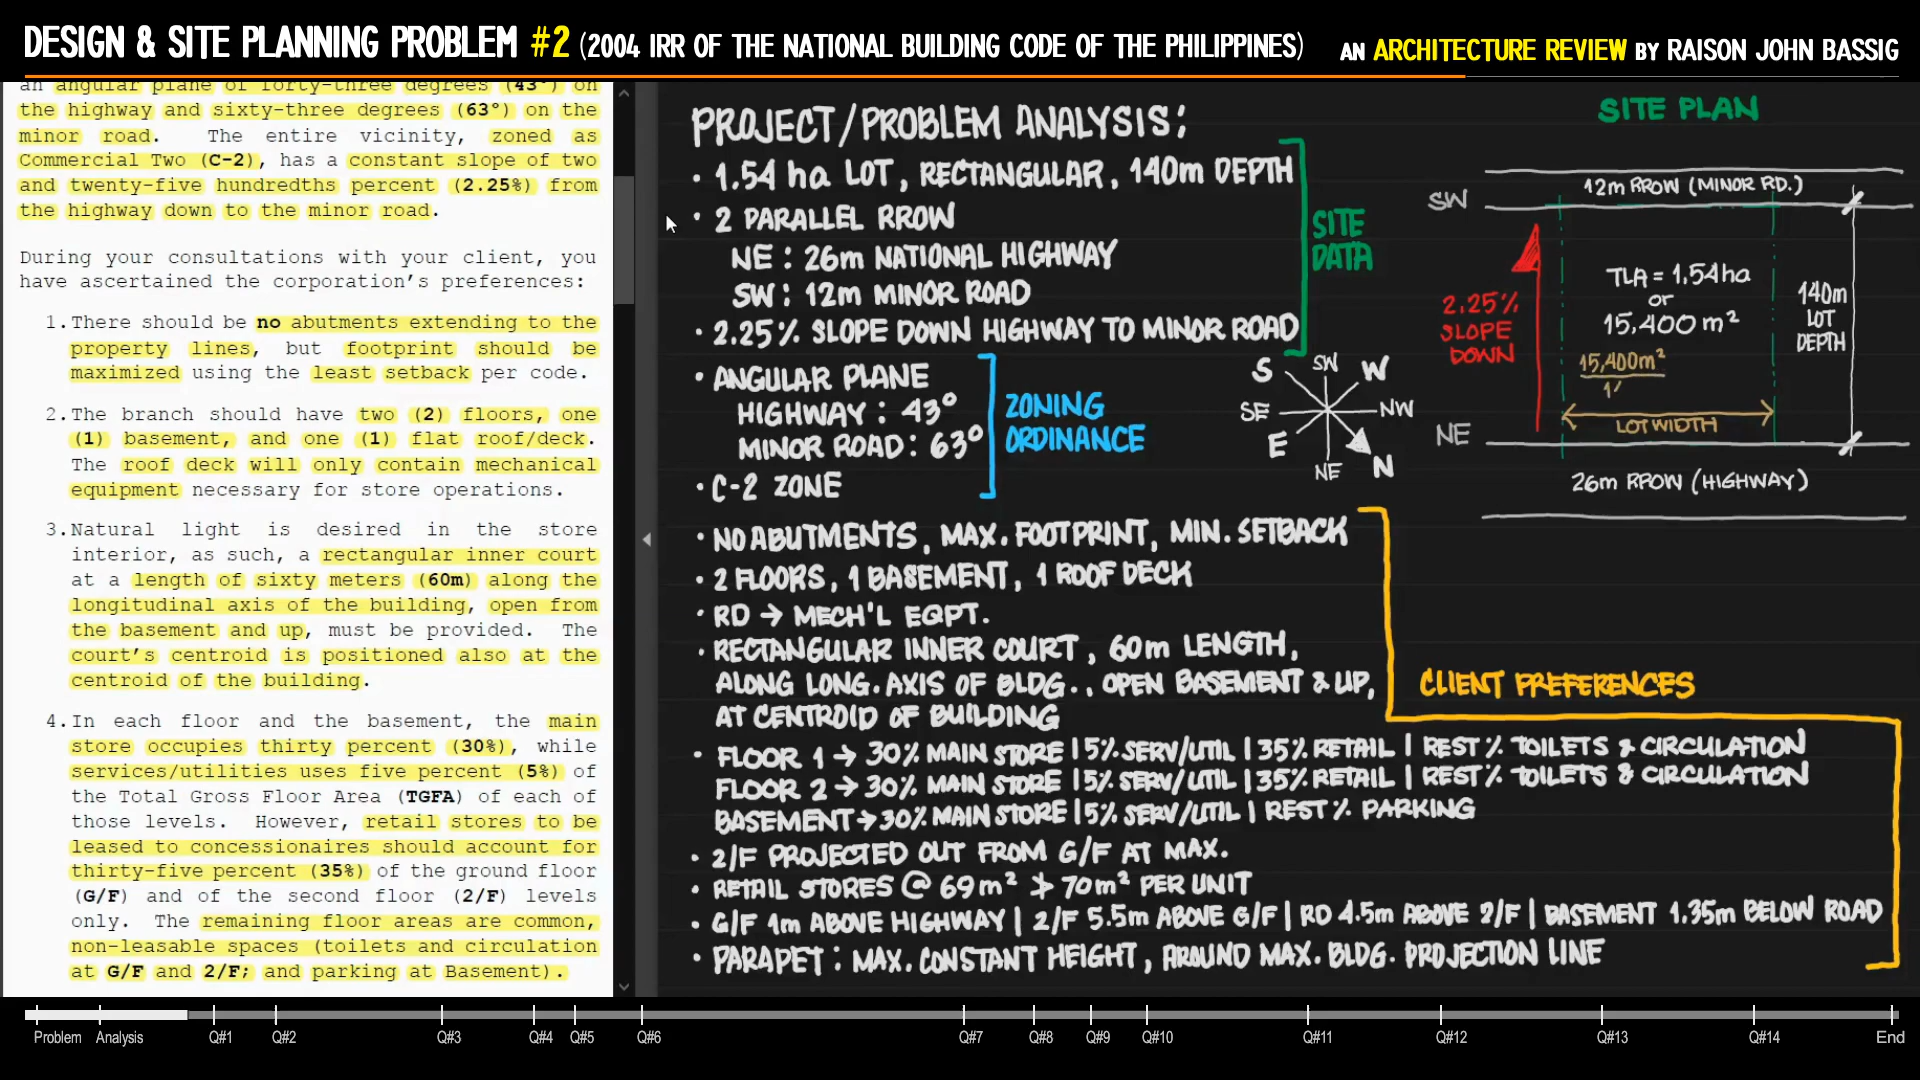 DESIGN & SITE PLANNING PROBLEM #2 (2004 IRR OF THE NATIONAL BUILDING CODE OF THE PHILIPPINES)
AN ARCHITECTURE REVIEW BY RAISON JOHN BASSIG
an angular plane of forty-three degrees (43°) on
the highway and sixty-three degrees (63°) on the
minor road. The entire vicinity, zoned as
Commercial Two (C-2), has a constant slope of two
and twenty-five hundredths percent (2.25%) from
the highway down to the minor road.
During your consultations with your client, you
have ascertained the corporation's preferences:
1.There should be no abutments extending to the
property lines, but footprint should be
maximized using the least setback per code.
2.The branch should have two (2) floors, one
(1) basement, and one (1) flat roof/deck.
The roof deck will only contain mechanical
equipment necessary for store operations.
3.Natural light is desired in the store
interior, as such, a rectangular inner court
at a length of sixty meters (60m) along the
longitudinal axis of the building, open from
the basement and up, must be provided. The
court's centroid is positioned also at the
centroid of the building.
4.In each floor and the basement, the main
store occupies thirty percent (30%), while
services/utilities uses five percent (5%) of
the Total Gross Floor Area (TGFA) of each of
those levels. However, retail stores to be
leased to concessionaires should account for
thirty-five percent (35%) of the ground floor
(G/F) and of the second floor (2/F) levels
only. The remaining floor areas are common,
non-leasable spaces (toilets and circulation
at G/F and 2/F; and parking at Basement).
PROJECT/PROBLEM ANALYSIS:
• 1.54 ha LOT, RECTANGULAR, 140m DEPTH
• 2 PARALLEL RROW
NE: 26m NATIONAL HIGHWAY
SW: 12m MINOR ROAD
• 2.25% SLOPE DOWN HIGHWAY TO MINOR ROAD
SITE
DATA
• ANGULAR PLANE
HIGHWAY: 43°
MINOR ROAD: 63°
• C-2 ZONE
ZONING
ORDINANCE
• NO ABUTMENTS, MAX. FOOTPRINT, MIN. SETBACK
• 2 FLOORS, 1 BASEMENT, 1 ROOF DECK
• RD → MECH'L EQPT.
• RECTANGULAR INNER COURT, 60m LENGTH,
ALONG LONG. AXIS OF BLDG., OPEN BASEMENT & UP,
AT CENTROID OF BUILDING
• FLOOR 1 → 30% MAIN STORE | 5% SERV/UTIL | 35% RETAIL | REST % TOILETS & CIRCULATION
FLOOR 2 → 30% MAIN STORE | 5% SERV/UTIL | 35% RETAIL | REST % TOILETS & CIRCULATION
BASEMENT → 30% MAIN STORE | 5% SERV/UTIL | REST % PARKING
• 2/F PROJECTED OUT FROM G/F AT MAX.
• RETAIL STORES @ 69m² ≯ 70m² PER UNIT
• G/F 1m ABOVE HIGHWAY | 2/F 5.5m ABOVE G/F | RD 4.5m ABOVE 2/F | BASEMENT 1.35m BELOW ROAD
• PARAPET: MAX. CONSTANT HEIGHT, AROUND MAX. BLDG. PROJECTION LINE
CLIENT PREFERENCES
SITE PLAN
12m RROW (MINOR RD.)
SW
TLA = 1.54ha
or
15,400m²
140m
LOT
DEPTH
2.25%
SLOPE
DOWN
15,400m²
1
LOT WIDTH
NE
26m RROW (HIGHWAY)
S SW W
SE NW
E NE N
Problem Analysis Q#1 Q#2 Q#3 Q#4 Q#5 Q#6 Q#7 Q#8 Q#9 Q#10 Q#11 Q#12 Q#13 Q#14 End